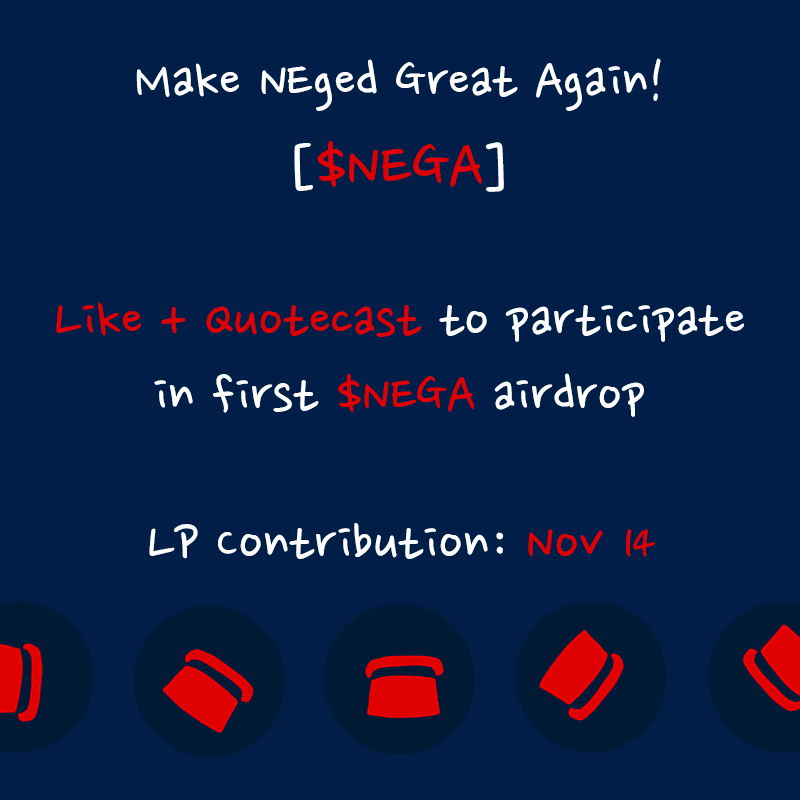 Make NEged Great Again!
[$NEGA]
Like + Quotecast to participate
in first $NEGA airdrop
LP contribution: Nov 14